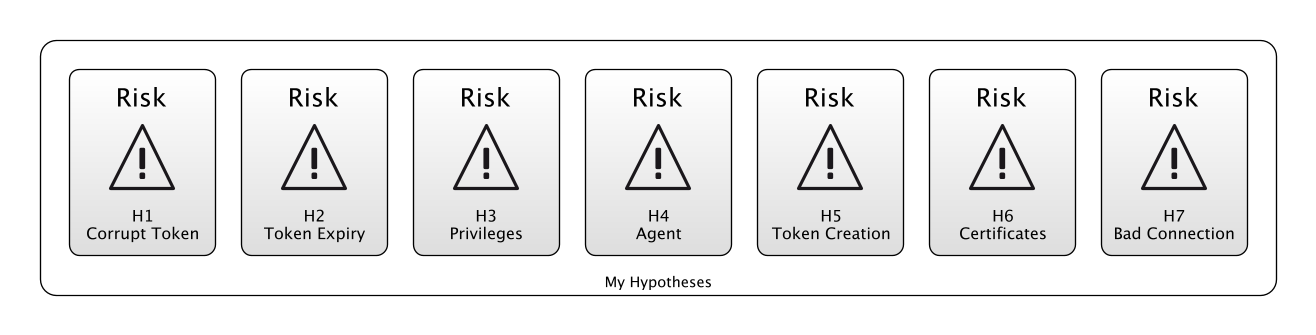 Risk
H1
Corrupt Token
Risk
H2
Token Expiry
Risk
H3
Privileges
Risk
H4
Agent
Risk
H5
Token Creation
Risk
H6
Certificates
Risk
H7
Bad Connection
My Hypotheses